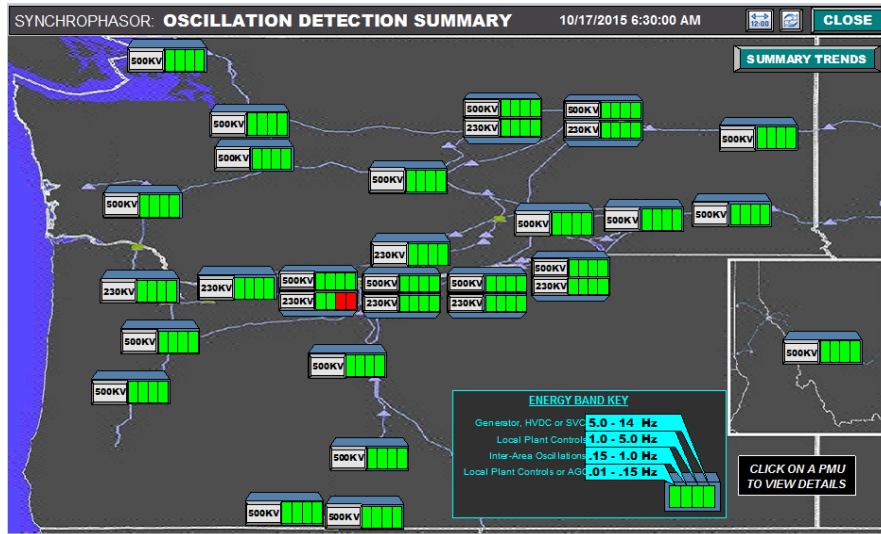 SYNCHROPHASOR: OSCILLATION DETECTION SUMMARY 10/17/2015 6:30:00 AM 12:00 CLOSE
SUMMARY TRENDS
500KV
500KV
500KV
230KV
500KV
230KV
500KV
500KV
500KV
500KV
500KV
500KV
500KV
500KV
230KV
500KV
230KV
230KV
230KV
500KV
230KV
500KV
230KV
500KV
230KV
500KV
500KV
500KV
500KV
ENERGY BAND KEY
Generator, HVDC or SVC 5.0 - 14 Hz
Local Plant Controls 1.0 - 5.0 Hz
Inter-Area Oscillations .15 - 1.0 Hz
Local Plant Controls or AGC .01 - .15 Hz
500KV
CLICK ON A PMU
TO VIEW DETAILS
500KV
500KV